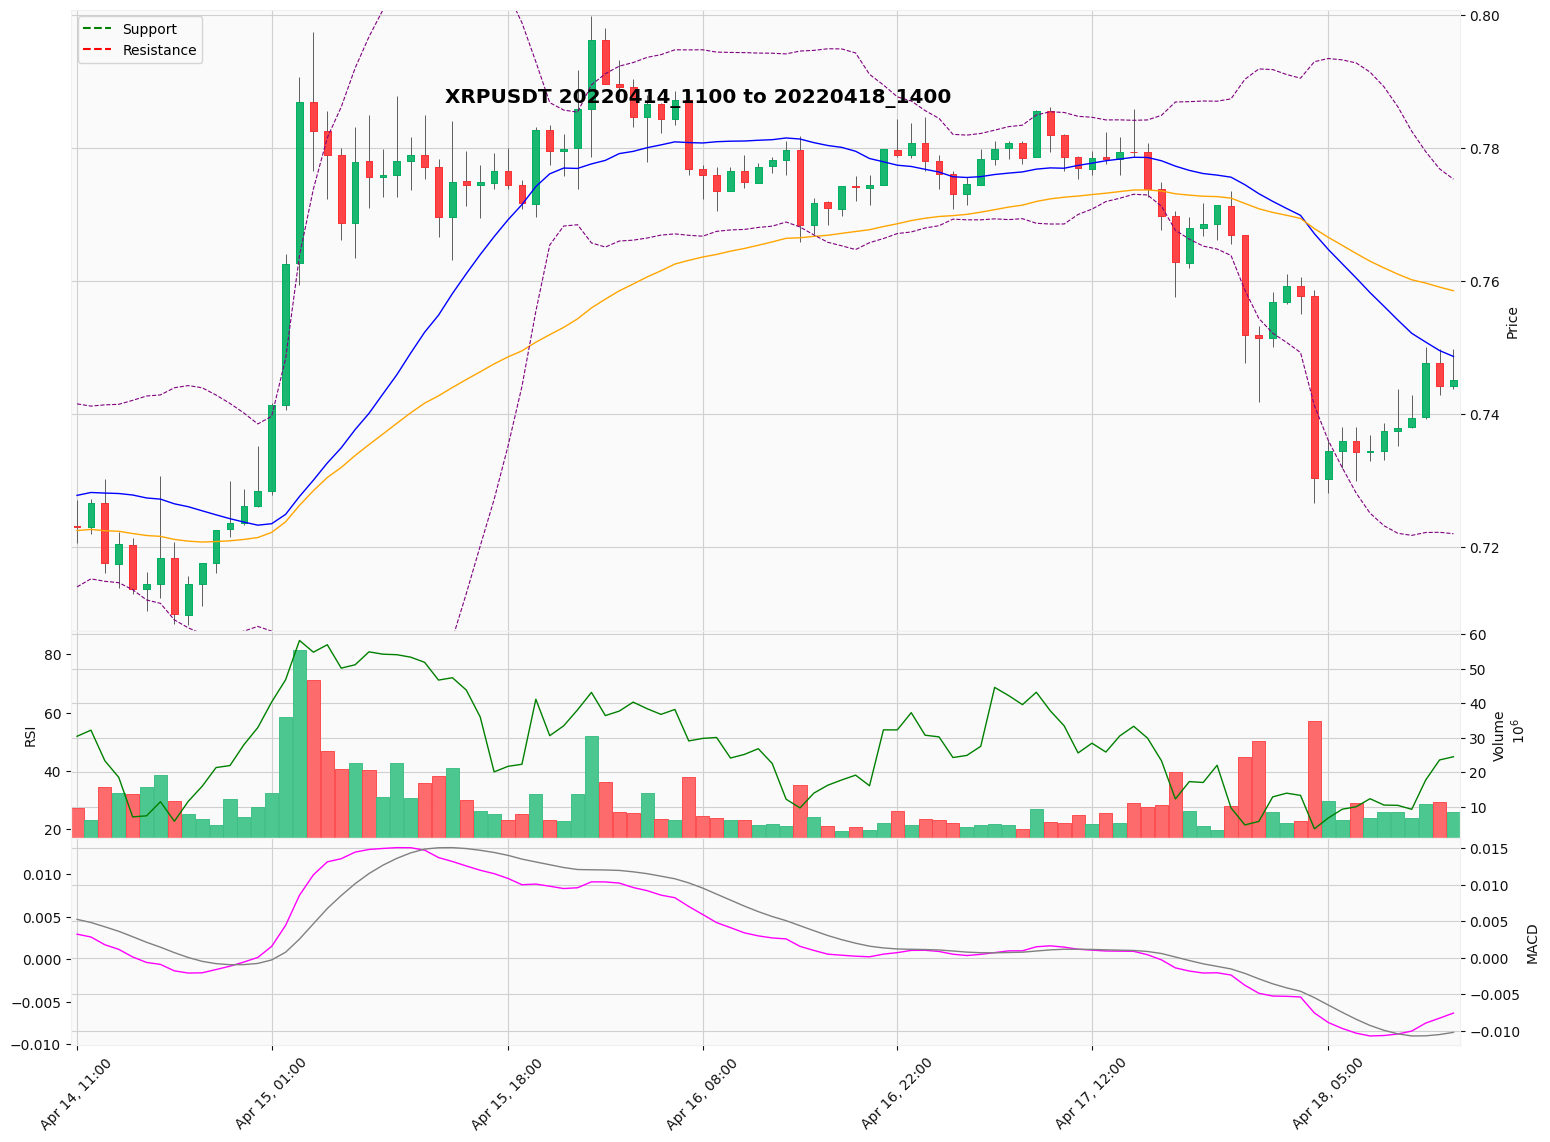 Support
Resistance
XRPUSDT 20220414_1100 to 20220418_1400
0.80
0.78
0.76
0.74
0.72
Price
80
60
40
20
RSI
60
50
40
30
20
10
Volume
10^6
0.010
0.005
0.000
−0.005
−0.010
0.015
0.010
0.005
0.000
−0.005
−0.010
MACD
Apr 14, 11:00
Apr 15, 01:00
Apr 15, 18:00
Apr 16, 08:00
Apr 16, 22:00
Apr 17, 12:00
Apr 18, 05:00